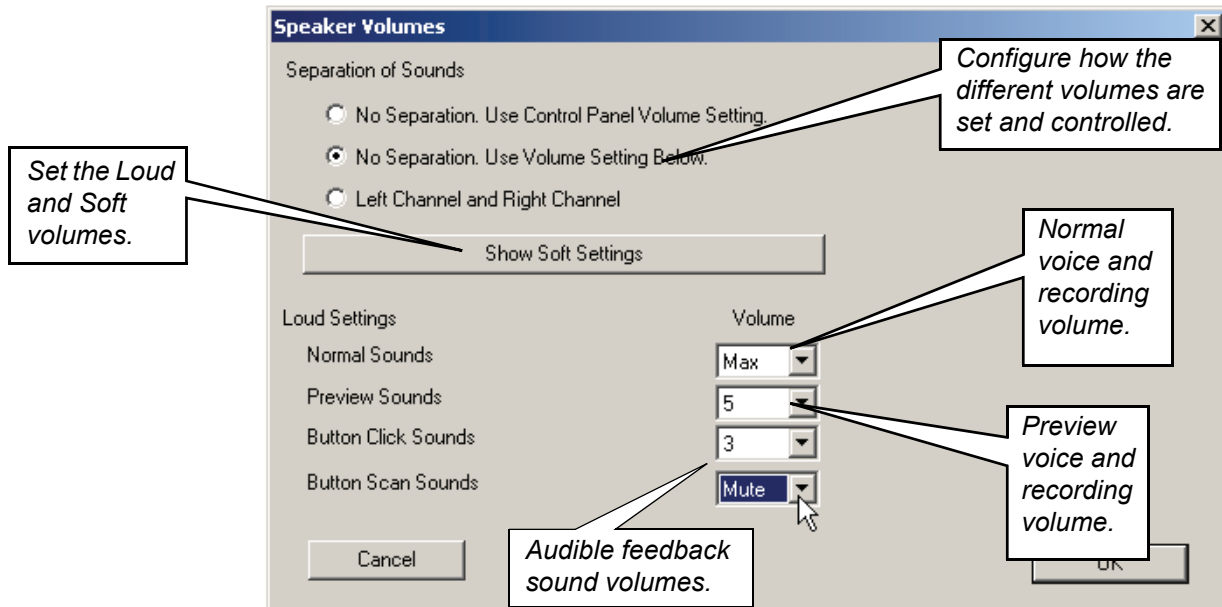 Speaker Volumes
Separation of Sounds
No Separation. Use Control Panel Volume Setting.
No Separation. Use Volume Setting Below.
Left Channel and Right Channel
Show Soft Settings
Loud Settings
Volume
Normal Sounds
Max
Preview Sounds
5
Button Click Sounds
3
Button Scan Sounds
Mute
Cancel
OK
Configure how the
different volumes are
set and controlled.
Set the Loud
and Soft
volumes.
Normal
voice and
recording
volume.
Preview
voice and
recording
volume.
Audible feedback
sound volumes.